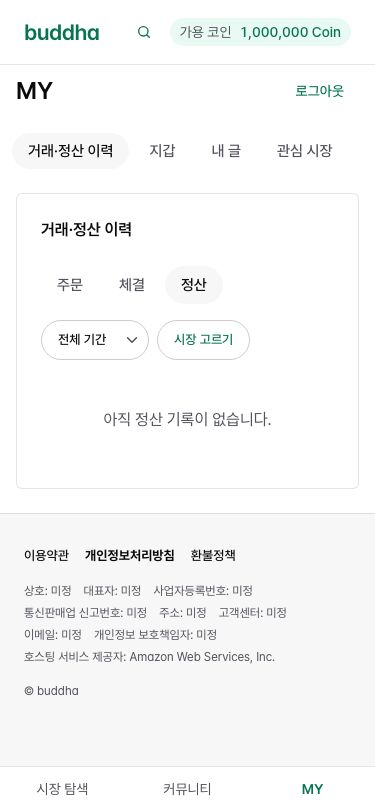 buddha 가용 코인 1,000,000 Coin
MY 로그아웃
거래·정산 이력 지갑 내 글 관심 시장
거래·정산 이력
주문 체결 정산
전체 기간 시장 고르기
아직 정산 기록이 없습니다.
이용약관 개인정보처리방침 환불정책
상호: 미정 대표자: 미정 사업자등록번호: 미정
통신판매업 신고번호: 미정 주소: 미정 고객센터: 미정
이메일: 미정 개인정보 보호책임자: 미정
호스팅 서비스 제공자: Amazon Web Services, Inc.
© buddha
시장 탐색 커뮤니티 MY